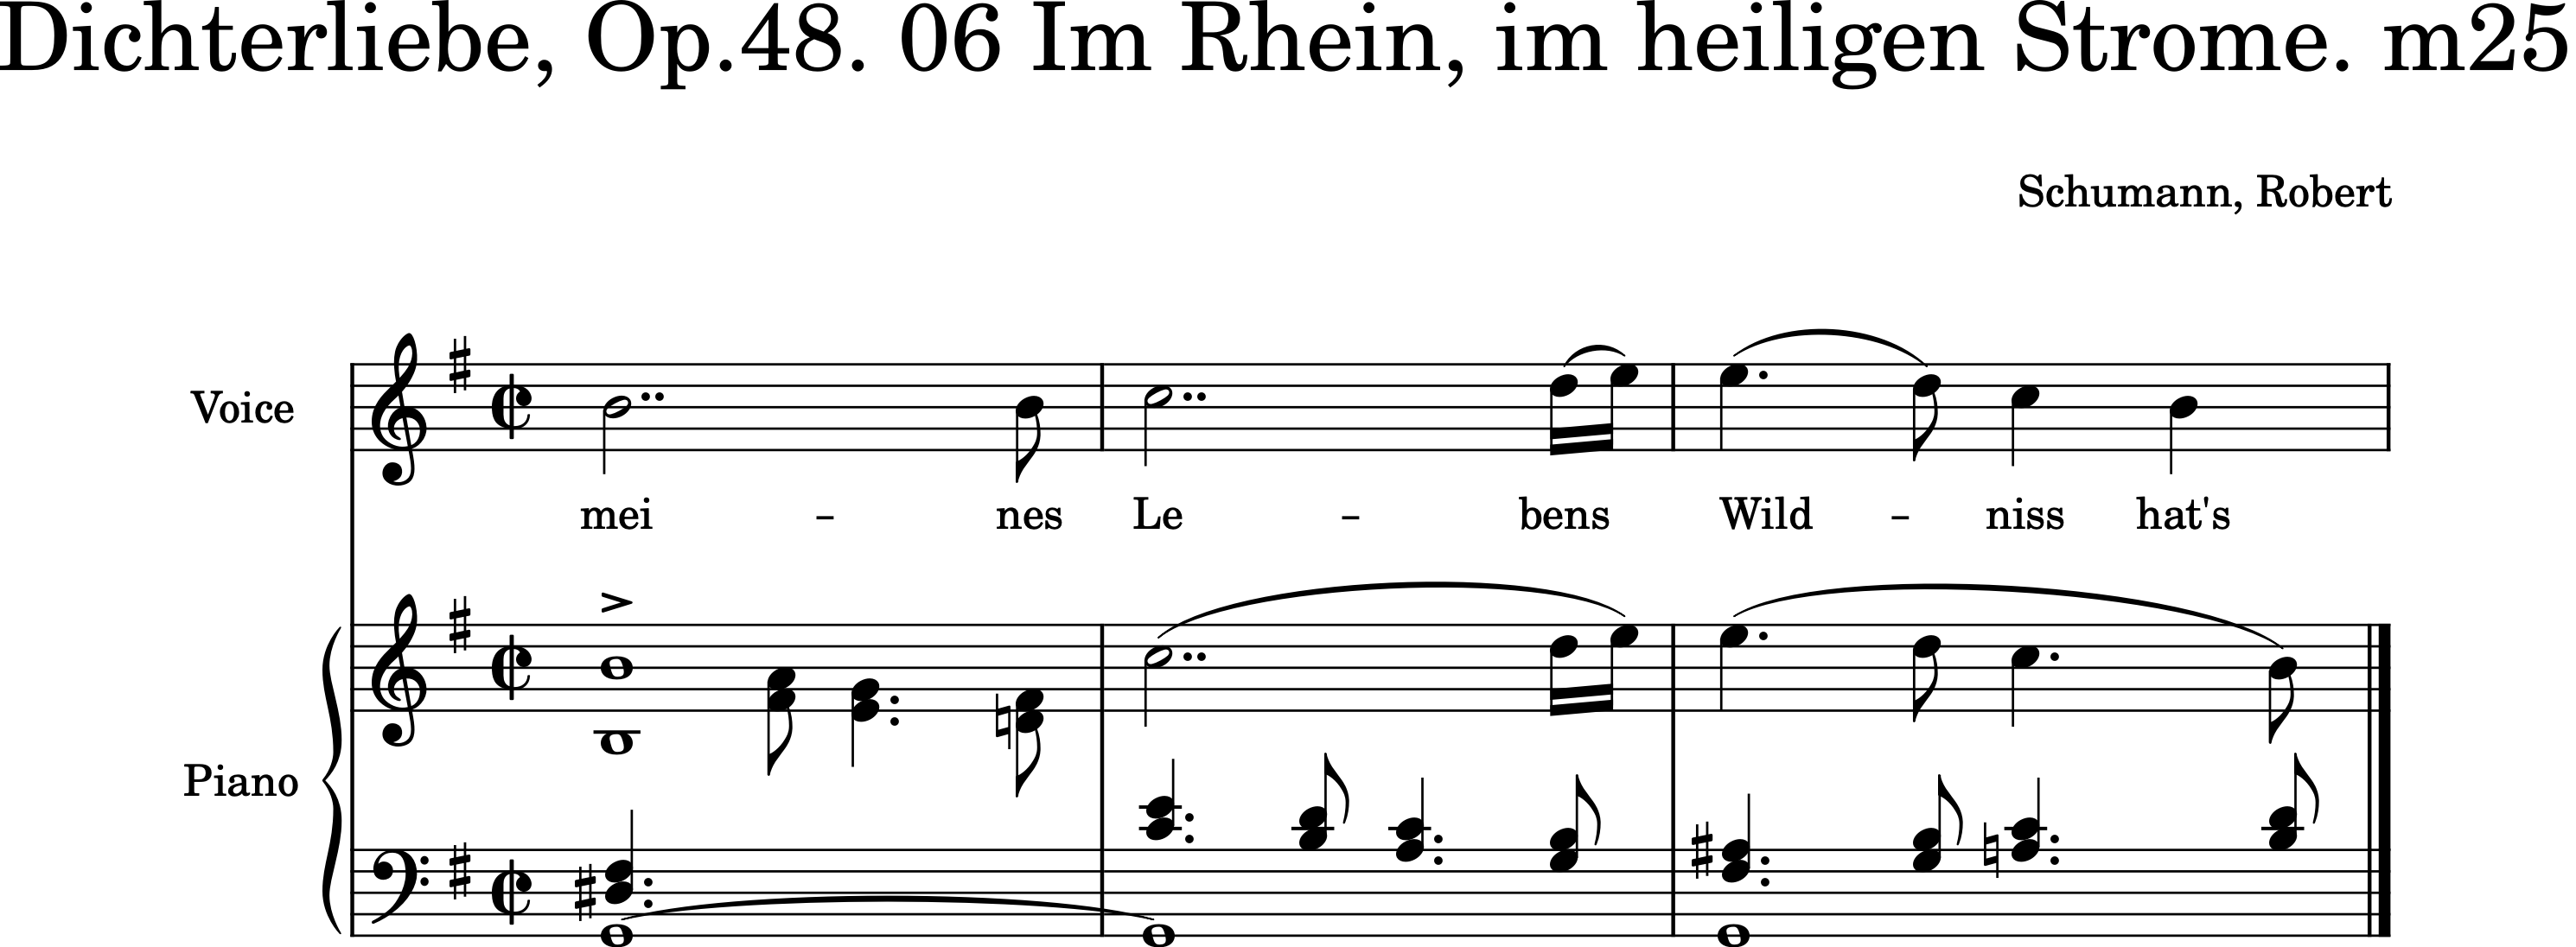 Dichterliebe, Op.48. 06 Im Rhein, im heiligen Strome. m25
Schumann, Robert
Voice
mei – nes Le – bens Wild – niss hat's
Piano